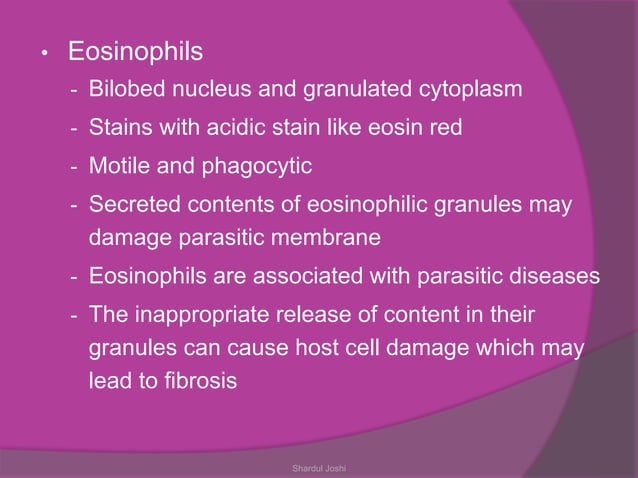 • Eosinophils
- Bilobed nucleus and granulated cytoplasm
- Stains with acidic stain like eosin red
- Motile and phagocytic
- Secreted contents of eosinophilic granules may
damage parasitic membrane
- Eosinophils are associated with parasitic diseases
- The inappropriate release of content in their
granules can cause host cell damage which may
lead to fibrosis
Shardul Joshi